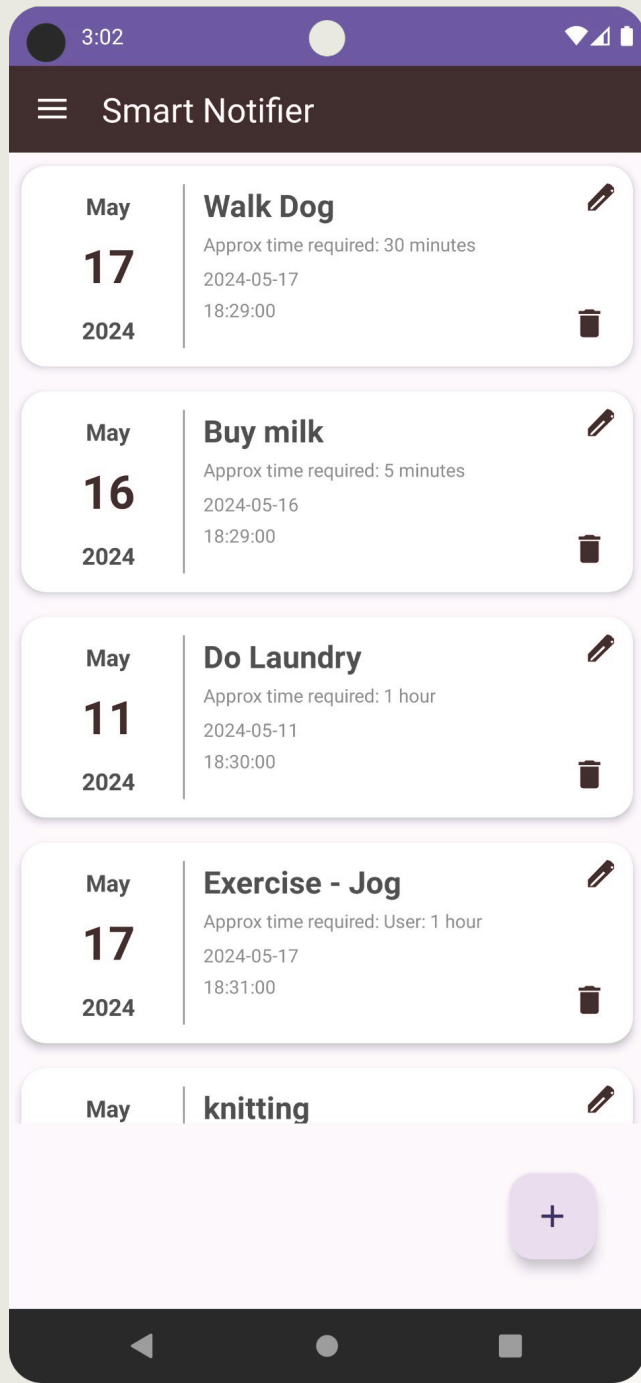 3:02
Smart Notifier
May
17
2024
Walk Dog
Approx time required: 30 minutes
2024-05-17
18:29:00
May
16
2024
Buy milk
Approx time required: 5 minutes
2024-05-16
18:29:00
May
11
2024
Do Laundry
Approx time required: 1 hour
2024-05-11
18:30:00
May
17
2024
Exercise - Jog
Approx time required: User: 1 hour
2024-05-17
18:31:00
May
knitting
+